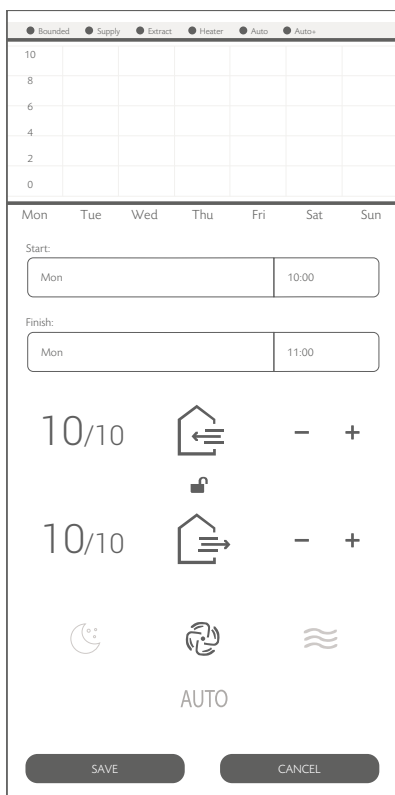 Bounded Supply Extract Heater Auto Auto+
10
8
6
4
2
0
Mon Tue Wed Thu Fri Sat Sun
Start:
Mon 10:00
Finish:
Mon 11:00
10/10 − +
10/10 − +
AUTO
SAVE CANCEL